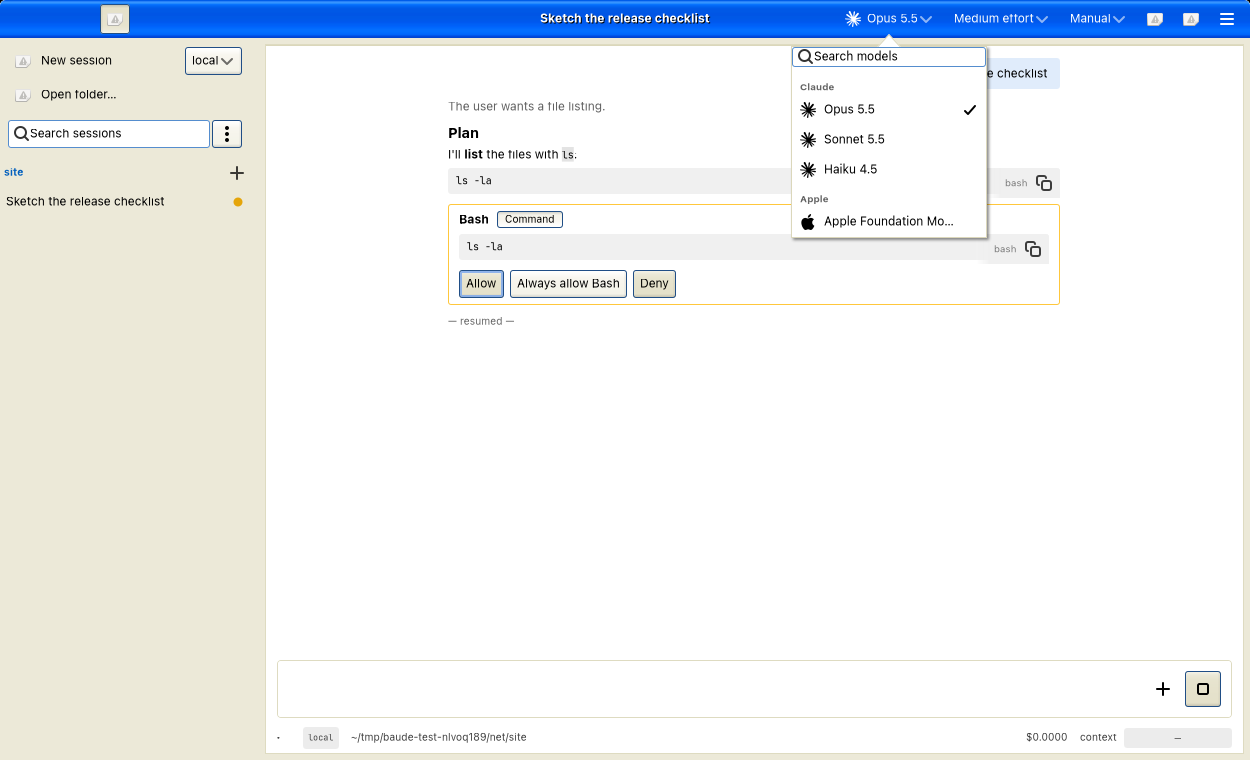 Sketch the release checklist
Opus 5.5
Medium effort
Manual
New session
local
Open folder...
Search sessions
site
Sketch the release checklist
Search models
Claude
Opus 5.5
Sonnet 5.5
Haiku 4.5
Apple
Apple Foundation Mo...
e checklist
The user wants a file listing.
Plan
I'll list the files with ls.
ls -la
bash
Bash
Command
ls -la
bash
Allow
Always allow Bash
Deny
— resumed —
local
~/tmp/baude-test-nlvoq189/net/site
$0.0000
context
—